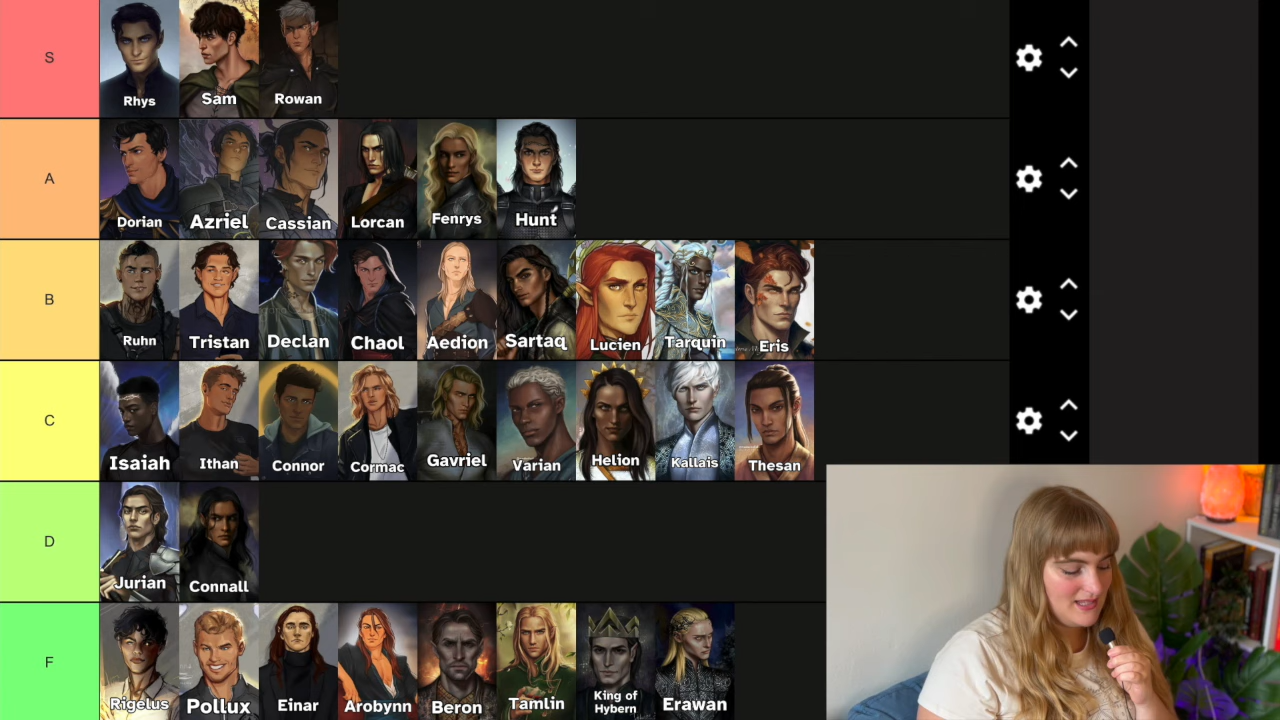 S
Rhys
Sam
Rowan
A
Dorian
Azriel
Cassian
Lorcan
Fenrys
Hunt
B
Ruhn
Tristan
Declan
Chaol
Aedion
Sartaq
Lucien
Tarquin
Eris
C
Isaiah
Ithan
Connor
Cormac
Gavriel
Varian
Helion
Kallais
Thesan
D
Jurian
Connall
F
Rigelus
Pollux
Einar
Arobynn
Beron
Tamlin
King of
Hybern
Erawan